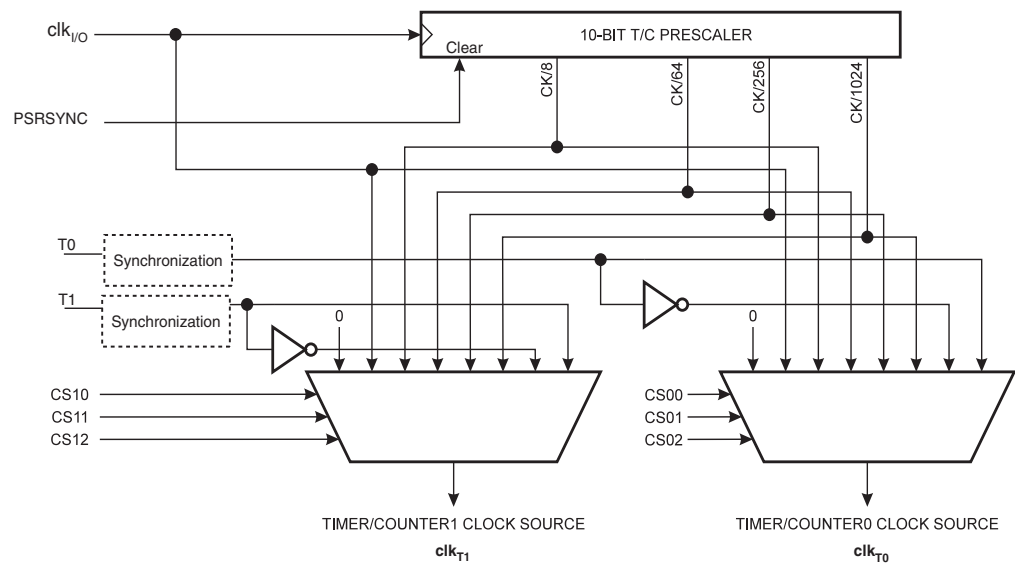 clkI/O
10-BIT T/C PRESCALER
Clear
CK/8
CK/64
CK/256
CK/1024
PSRSYNC
T0
Synchronization
T1
Synchronization
0
0
CS10
CS11
CS12
CS00
CS01
CS02
TIMER/COUNTER1 CLOCK SOURCE
clkT1
TIMER/COUNTER0 CLOCK SOURCE
clkT0